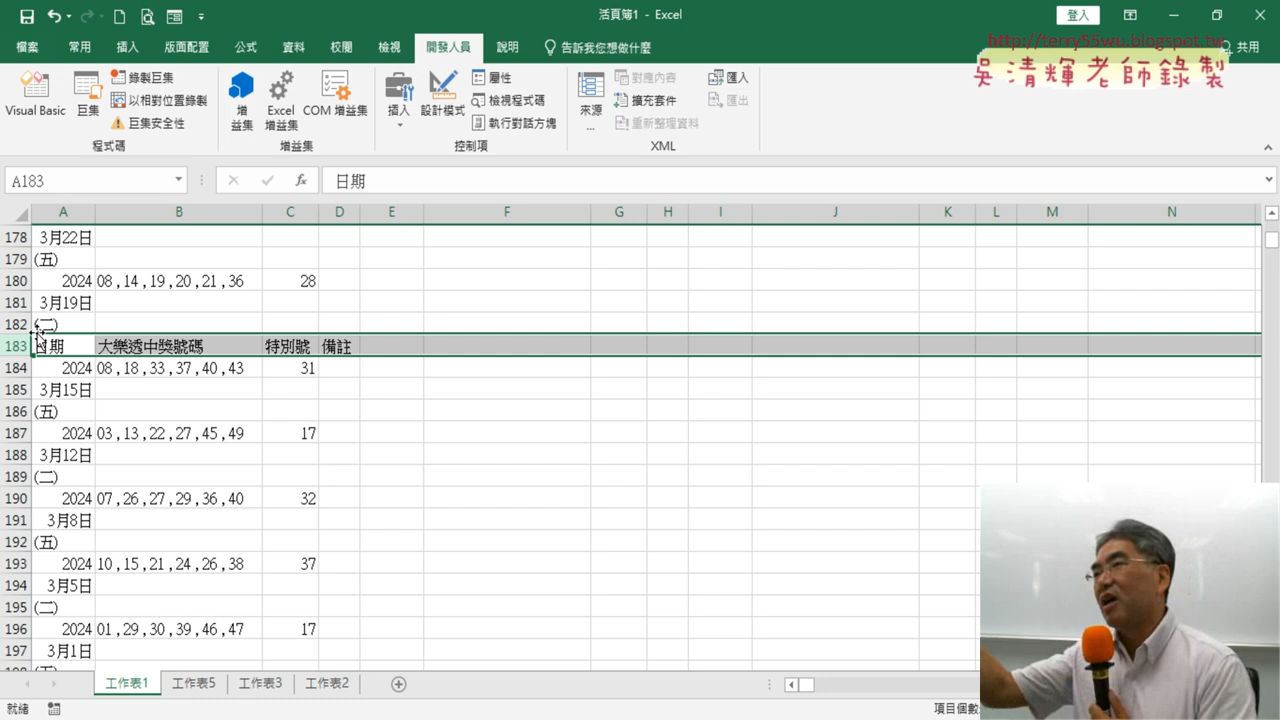 活頁簿1 - Excel
登入
檔案 常用 插入 版面配置 公式 資料 校閱 檢視 開發人員 說明 告訴我您想做什麼 共用
http://terry55wu.blogspot.tw
吳清輝老師錄製
Visual Basic 巨集 錄製巨集 以相對位置錄製 巨集安全性
程式碼
增益集 Excel 增益集 COM 增益集
增益集
插入 設計模式 屬性 檢視程式碼 執行對話方塊
控制項
來源... 對應內容 擴充套件 重新整理資料 匯入 匯出
XML
A183 fx 日期
A B C D E F G H I J K L M N
178 3月22日
179 (五)
180 2024 08,14,19,20,21,36 28
181 3月19日
182 (二)
183 日期 大樂透中獎號碼 特別號 備註
184 2024 08,18,33,37,40,43 31
185 3月15日
186 (五)
187 2024 03,13,22,27,45,49 17
188 3月12日
189 (二)
190 2024 07,26,27,29,36,40 32
191 3月8日
192 (五)
193 2024 10,15,21,24,26,38 37
194 3月5日
195 (二)
196 2024 01,29,30,39,46,47 17
197 3月1日
工作表1 工作表5 工作表3 工作表2
就緒 項目個數